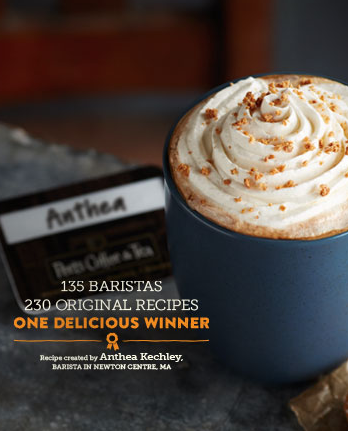 Anthea
Peet's Coffee & Tea
135 BARISTAS
230 ORIGINAL RECIPES
ONE DELICIOUS WINNER
Recipe created by Anthea Kechley,
BARISTA IN NEWTON CENTRE, MA